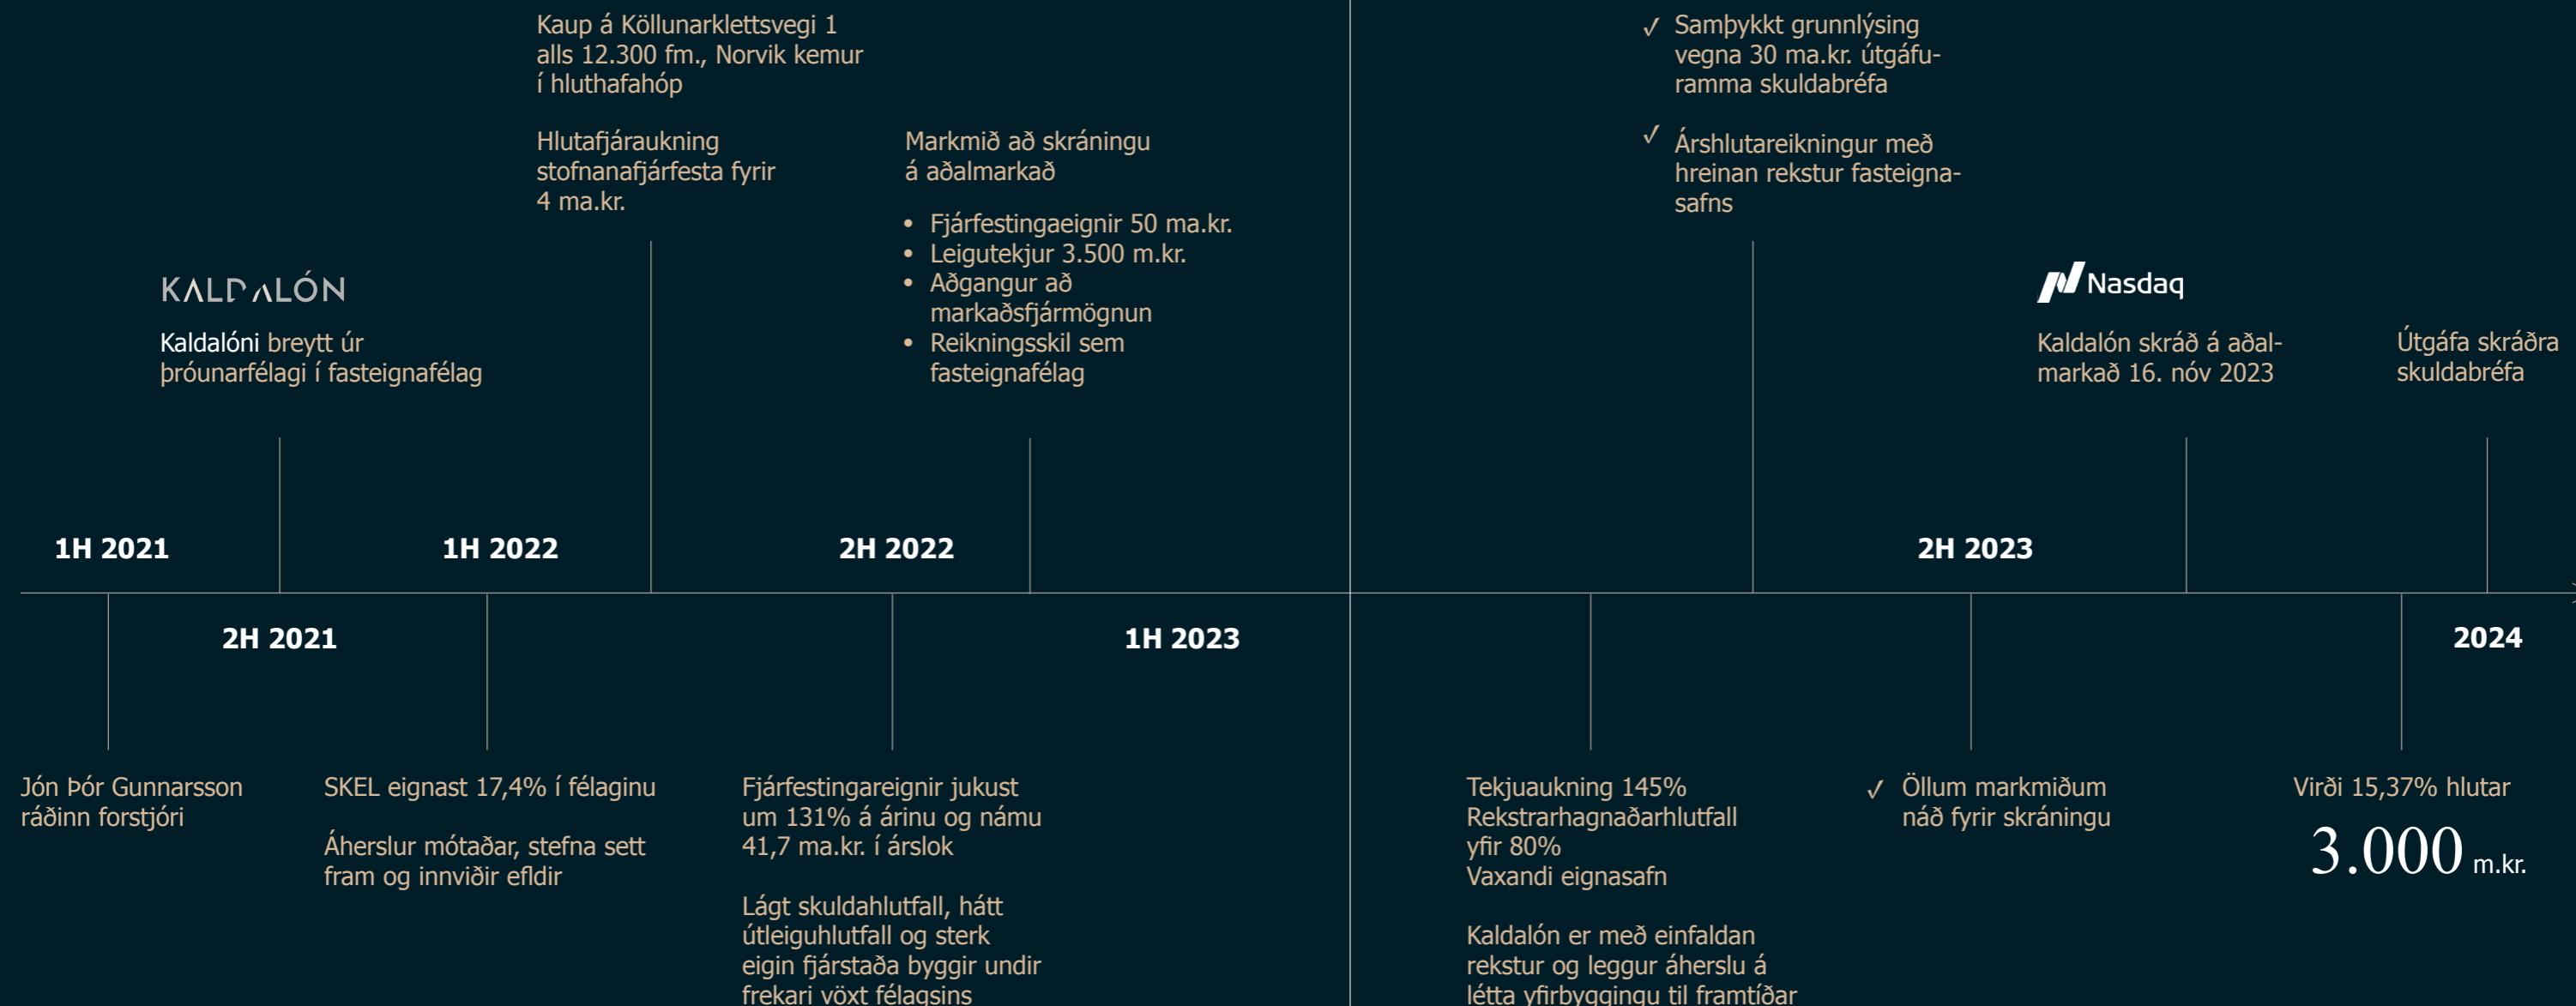 Kaup á Köllunarklettsvegi 1
alls 12.300 fm., Norvik kemur
í hluthafahóp
Hlutafjáraukning
stofnanafjárfesta fyrir
4 ma.kr.
Markmið að skráningu
á aðalmarkað
• Fjárfestingaeignir 50 ma.kr.
• Leigutekjur 3.500 m.kr.
• Aðgangur að
markaðsfjármögnun
• Reikningsskil sem
fasteignafélag
✓ Samþykkt grunnlýsing
vegna 30 ma.kr. útgáfu-
ramma skuldabréfa
✓ Árshlutareikningur með
hreinan rekstur fasteigna-
safns
KALDALÓN
Kaldalóni breytt úr
þróunarfélagi í fasteignafélag
Nasdaq
Kaldalón skráð á aðal-
markað 16. nóv 2023
Útgáfa skráðra
skuldabréfa
1H 2021
1H 2022
2H 2022
2H 2023
2H 2021
1H 2023
2024
Jón Þór Gunnarsson
ráðinn forstjóri
SKEL eignast 17,4% í félaginu
Áherslur mótaðar, stefna sett
fram og innviðir efldir
Fjárfestingareignir jukust
um 131% á árinu og námu
41,7 ma.kr. í árslok
Lágt skuldahlutfall, hátt
útleiguhlutfall og sterk
eigin fjárstaða byggir undir
frekari vöxt félagsins
Tekjuaukning 145%
Rekstrarhagnaðarhlutfall
yfir 80%
Vaxandi eignasafn
Kaldalón er með einfaldan
rekstur og leggur áherslu á
létta yfirbyggingu til framtíðar
✓ Öllum markmiðum
náð fyrir skráningu
Virði 15,37% hlutar
3.000 m.kr.